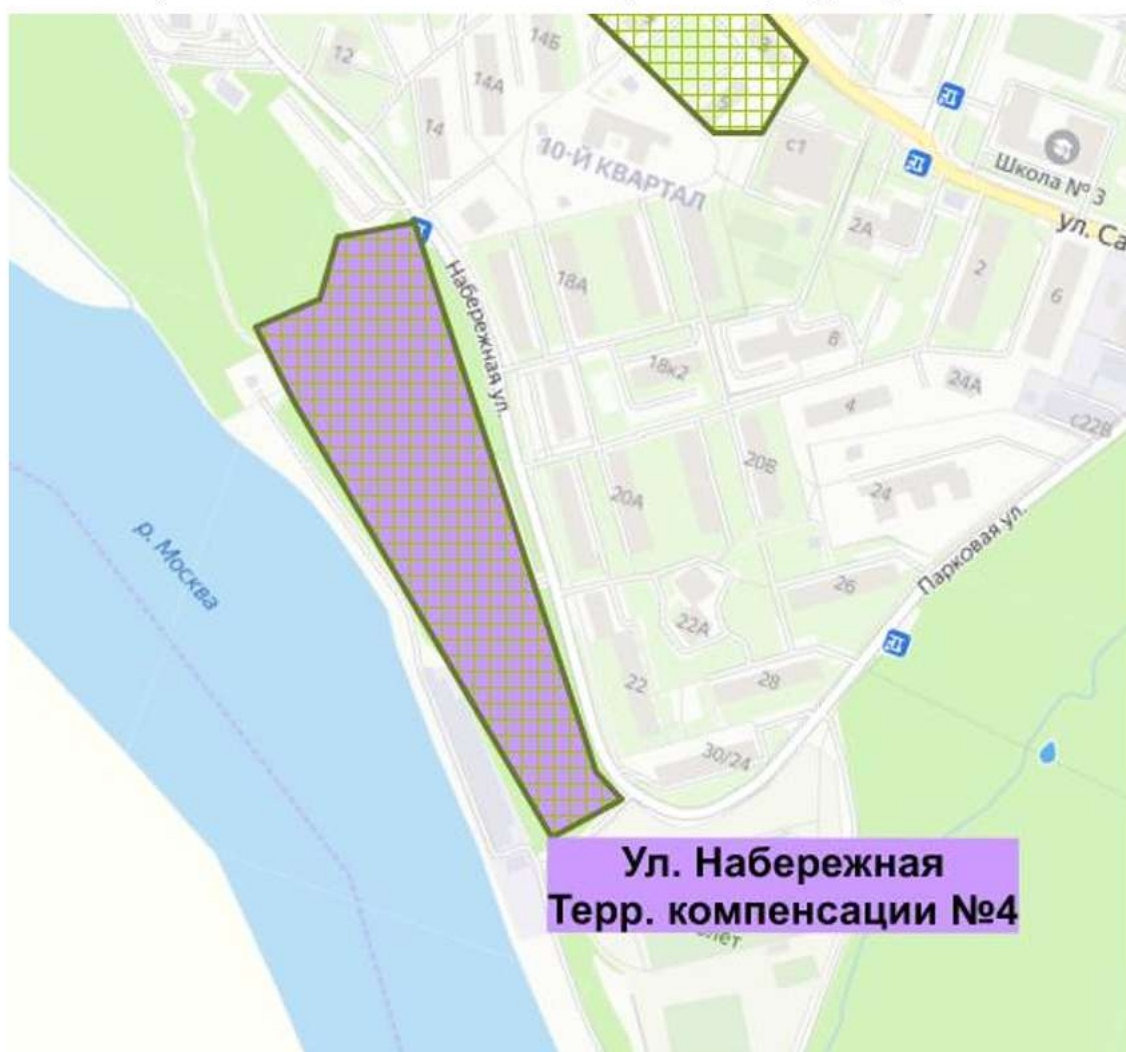 12
14Б
14А
14
10-Й КВАРТАЛ
с1
Школа № 3
ул. Са
2А
2
6
Набережная ул.
18А
18к2
8
24А
4
с22В
20А
20В
24
Парковая ул.
р. Москва
26
22А
22
28
30/24
Ул. Набережная
Терр. компенсации №4